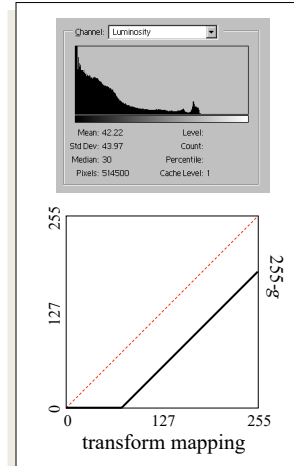 Channel: Luminosity
Mean: 42.22 Level:
Std Dev: 43.97 Count:
Median: 30 Percentile:
Pixels: 514500 Cache Level: 1
255
127
0
255-g
0 127 255
transform mapping